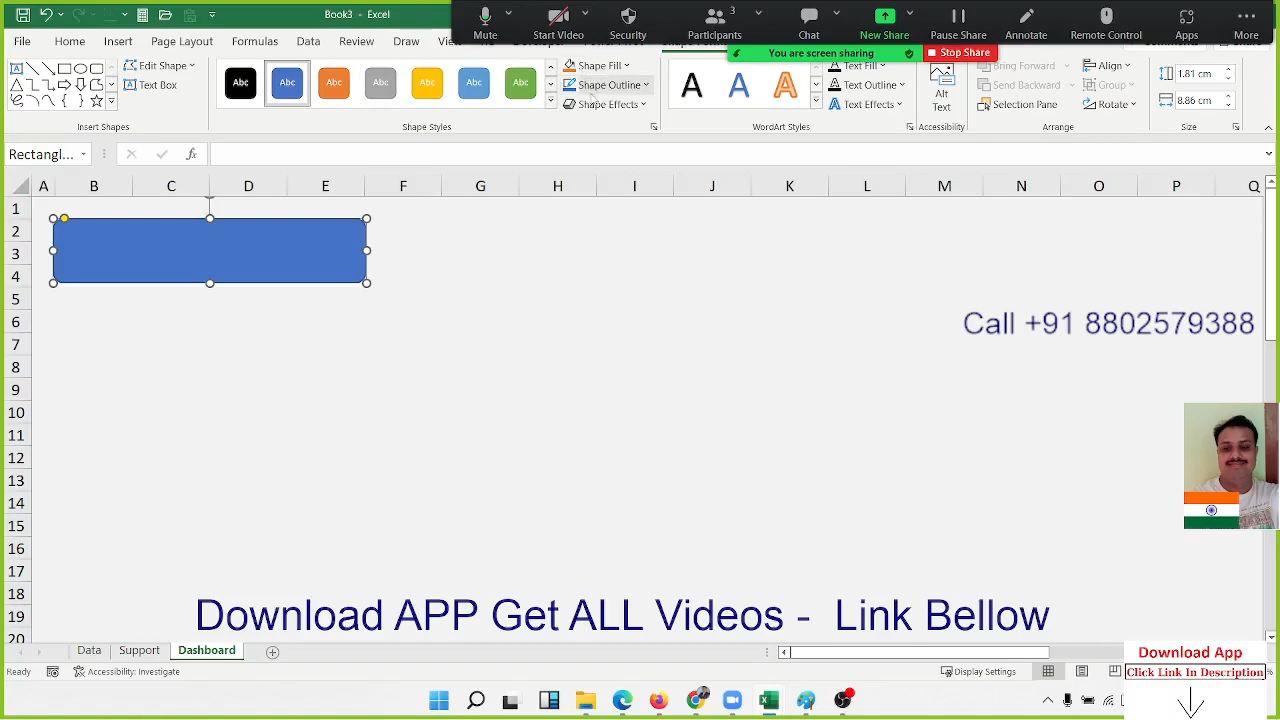 Book3 - Excel
Mute
Start Video
Security
3
Participants
Chat
New Share
Pause Share
Annotate
Remote Control
Apps
More
You are screen sharing
Stop Share
File
Home
Insert
Page Layout
Formulas
Data
Review
Draw
View
Shape
Text Box
Insert Shapes
Abc
Abc
Abc
Abc
Abc
Abc
Abc
Shape Fill
Shape Outline
Shape Effects
Shape Styles
A
A
A
Text Fill
Text Outline
Text Effects
WordArt Styles
Alt
Text
Accessibility
Bring Forward
Send Backward
Selection Pane
Align
Group
Rotate
Arrange
1.81 cm
8.86 cm
Size
Rectangl...
fx
A B C D E F G H I J K L M N O P Q
1
2
3
4
5
6
7
8
9
10
11
12
13
14
15
16
17
18
19
20
Call +91 8802579388
Download APP Get ALL Videos - Link Bellow
Data
Support
Dashboard
Ready
Accessibility: Investigate
Display Settings
Download App
Click Link In Description